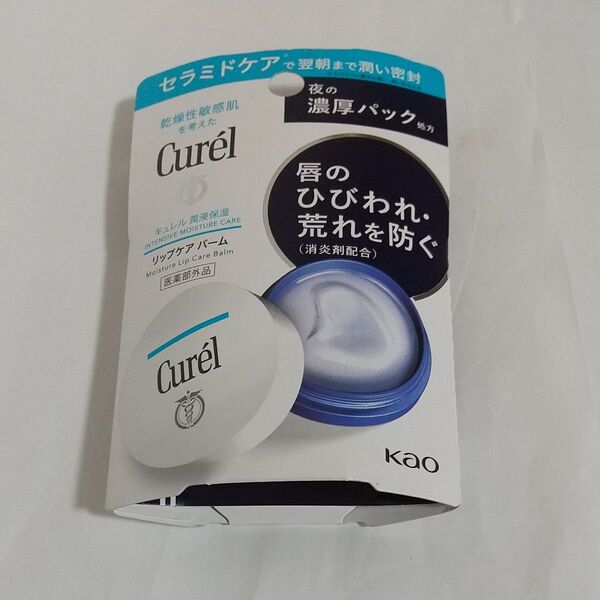 セラミドケア※で翌朝まで潤い密封
夜の
濃厚パック処方
乾燥性敏感肌
を考えた
Curél
唇の
ひびわれ・
荒れを防ぐ
(消炎剤配合)
キュレル 潤浸保湿
INTENSIVE MOISTURE CARE
リップケア バーム
Moisture Lip Care Balm
医薬部外品
Curél
Kao